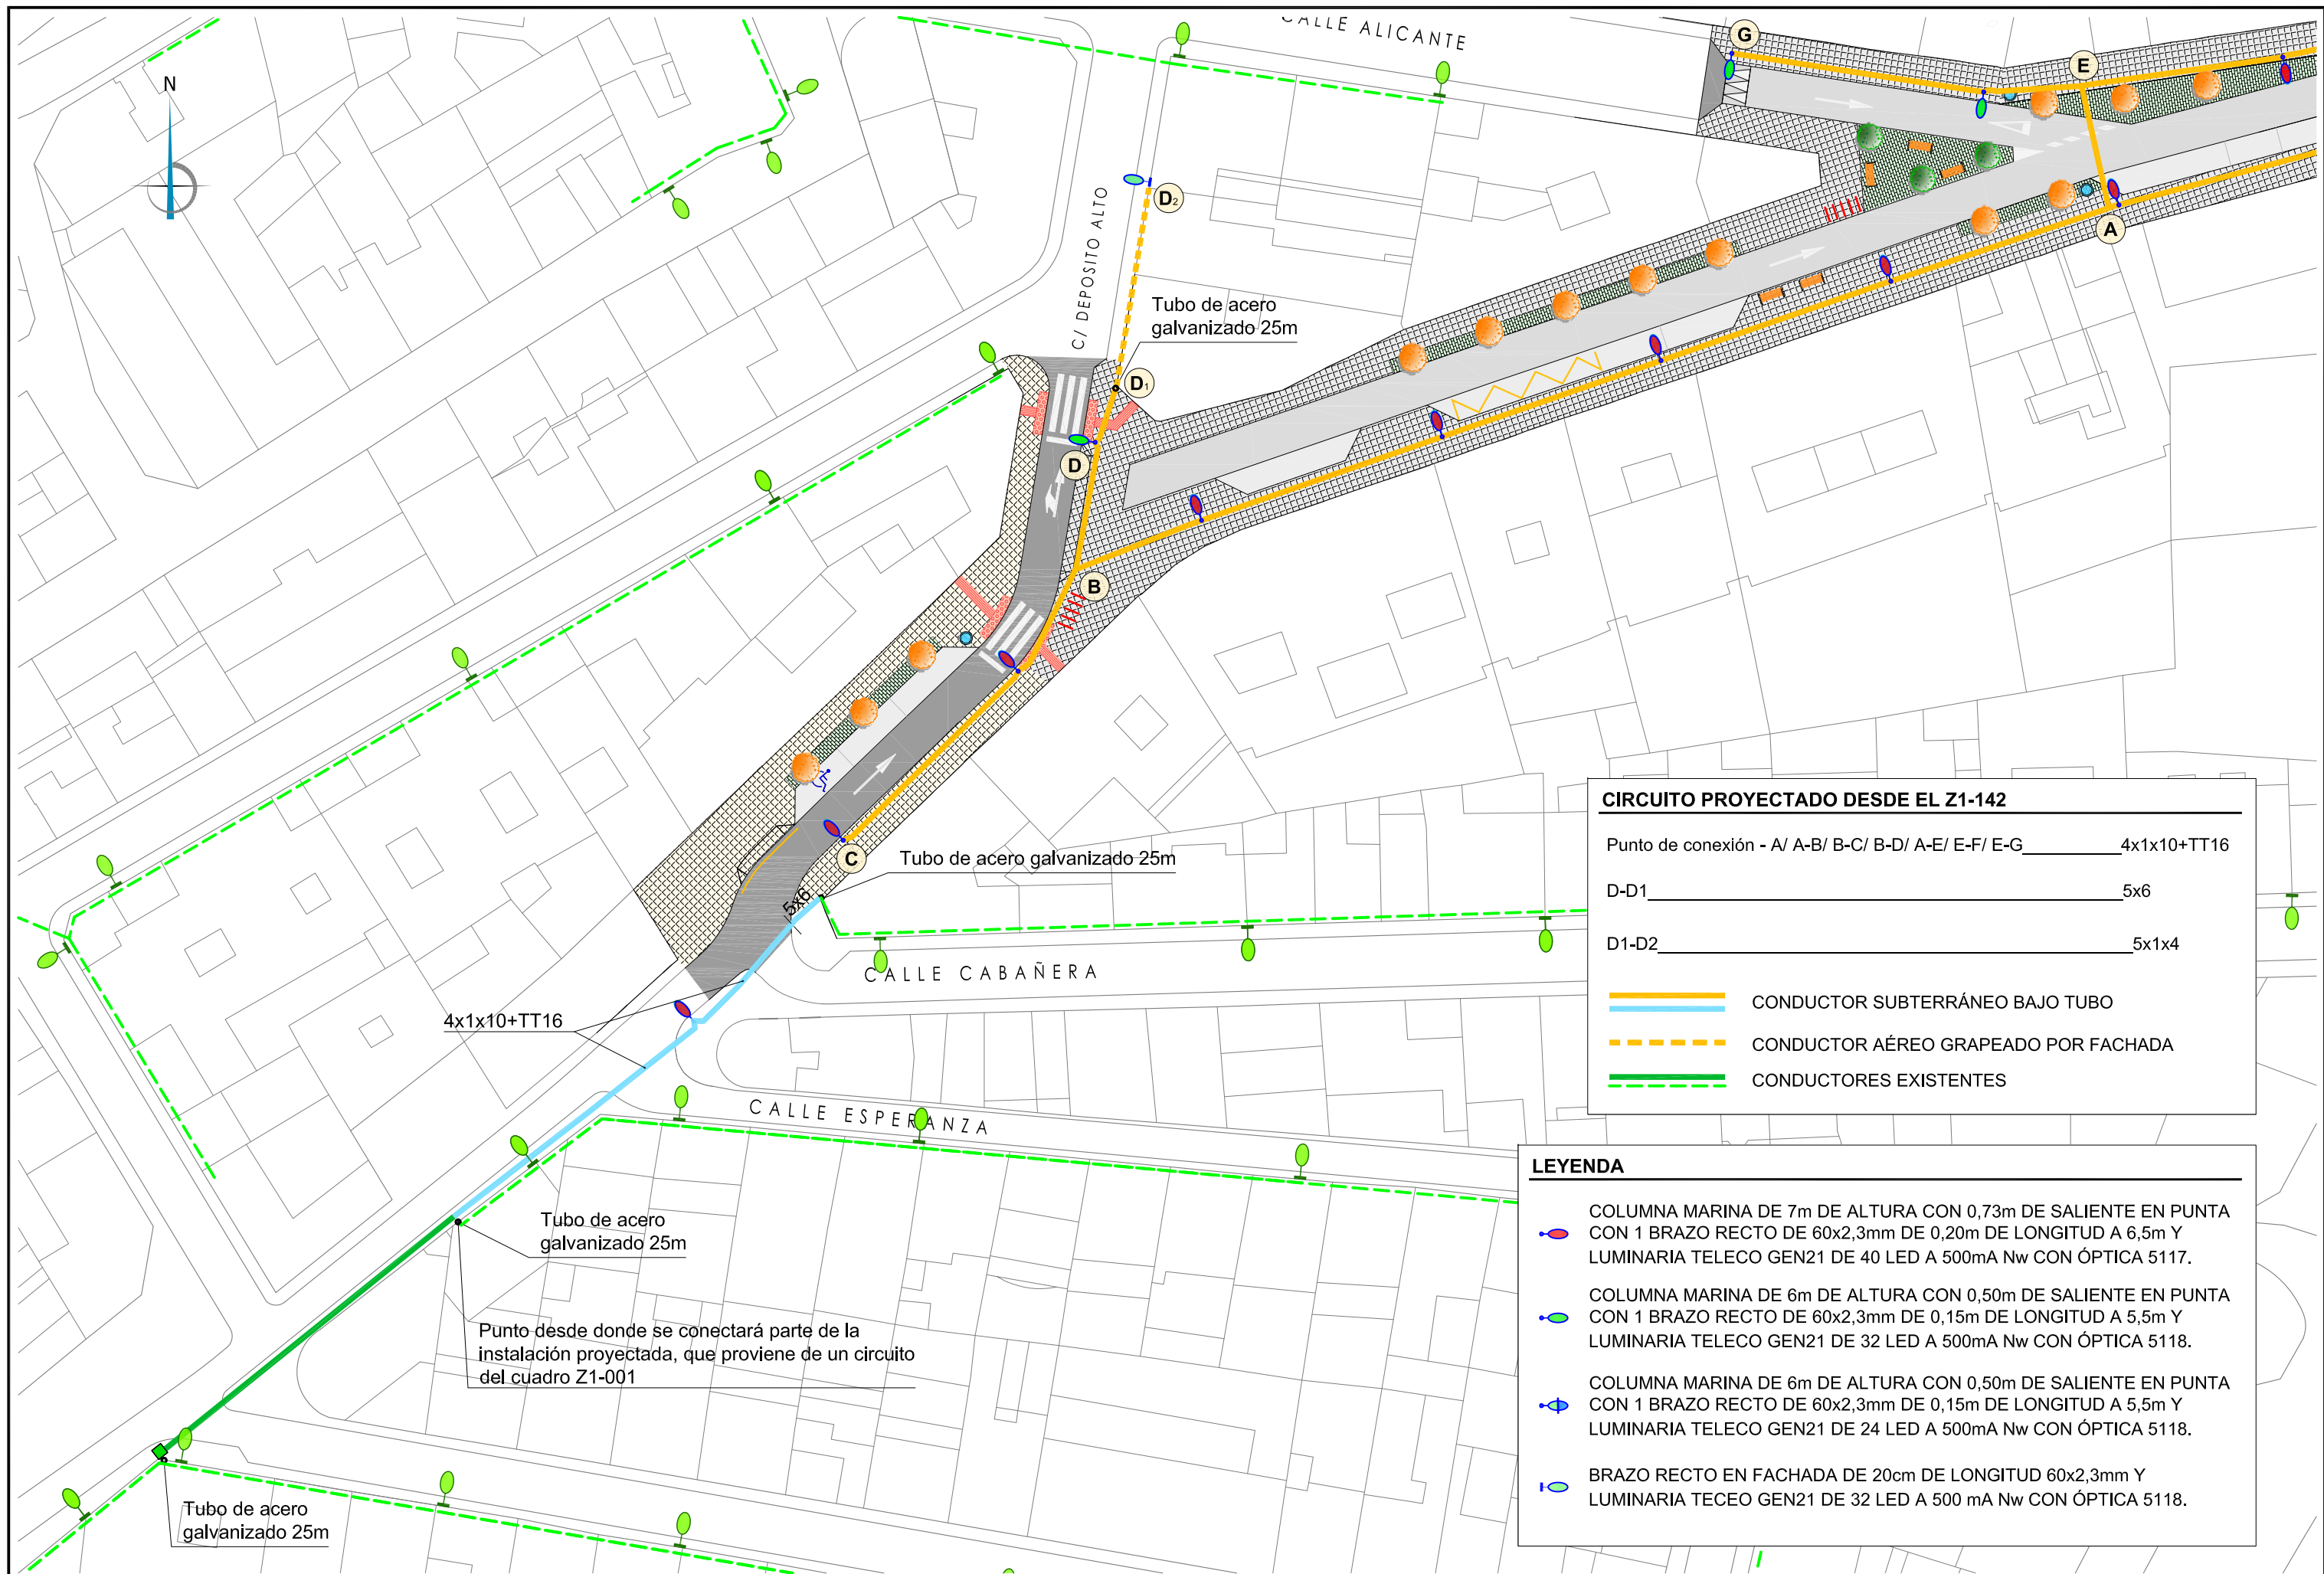 CALLE ALICANTE
G
E
N
D2
A
C/ DEPOSITO ALTO
Tubo de acero
galvanizado 25m
D1
D
B
C
Tubo de acero galvanizado 25m
5x6
CALLE CABAÑERA
4x1x10+TT16
CALLE ESPERANZA
Tubo de acero
galvanizado 25m
Punto desde donde se conectará parte de la
instalación proyectada, que proviene de un circuito
del cuadro Z1-001
Tubo de acero
galvanizado 25m
CIRCUITO PROYECTADO DESDE EL Z1-142
Punto de conexión - A/ A-B/ B-C/ B-D/ A-E/ E-F/ E-G 4x1x10+TT16
D-D1 5x6
D1-D2 5x1x4
CONDUCTOR SUBTERRÁNEO BAJO TUBO
CONDUCTOR AÉREO GRAPEADO POR FACHADA
CONDUCTORES EXISTENTES
LEYENDA
COLUMNA MARINA DE 7m DE ALTURA CON 0,73m DE SALIENTE EN PUNTA
CON 1 BRAZO RECTO DE 60x2,3mm DE 0,20m DE LONGITUD A 6,5m Y
LUMINARIA TELECO GEN21 DE 40 LED A 500mA Nw CON ÓPTICA 5117.
COLUMNA MARINA DE 6m DE ALTURA CON 0,50m DE SALIENTE EN PUNTA
CON 1 BRAZO RECTO DE 60x2,3mm DE 0,15m DE LONGITUD A 5,5m Y
LUMINARIA TELECO GEN21 DE 32 LED A 500mA Nw CON ÓPTICA 5118.
COLUMNA MARINA DE 6m DE ALTURA CON 0,50m DE SALIENTE EN PUNTA
CON 1 BRAZO RECTO DE 60x2,3mm DE 0,15m DE LONGITUD A 5,5m Y
LUMINARIA TELECO GEN21 DE 24 LED A 500mA Nw CON ÓPTICA 5118.
BRAZO RECTO EN FACHADA DE 20cm DE LONGITUD 60x2,3mm Y
LUMINARIA TECEO GEN21 DE 32 LED A 500 mA Nw CON ÓPTICA 5118.